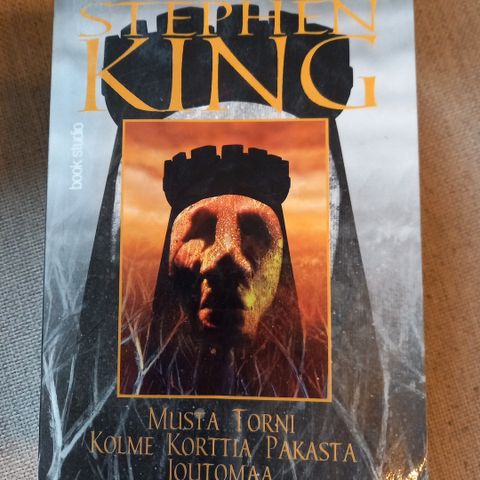 STEPHEN
KING
book studio
MUSTA TORNI
KOLME KORTTIA PAKASTA
JOUTOMAA